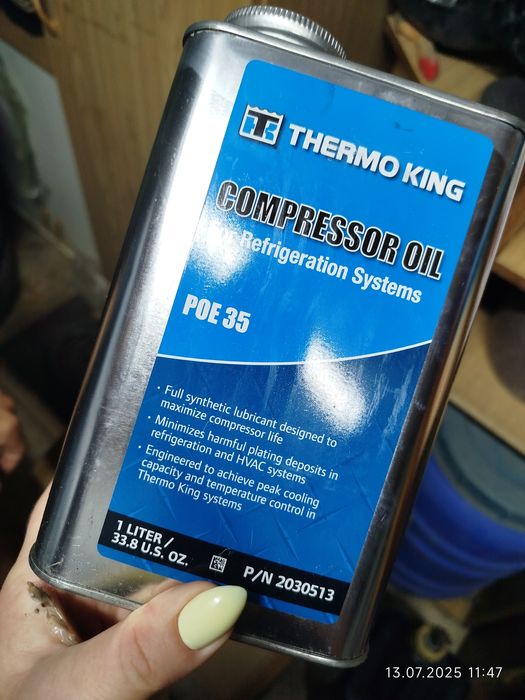 TK THERMO KING
COMPRESSOR OIL
Refrigeration Systems
POE 35
· Full synthetic lubricant designed to
maximize compressor life
· Minimizes harmful plating deposits in
refrigeration and HVAC systems
· Engineered to achieve peak cooling
capacity and temperature control in
Thermo King systems
1 LITER /
33.8 U.S. OZ.
P/N 2030513
13.07.2025 11:47